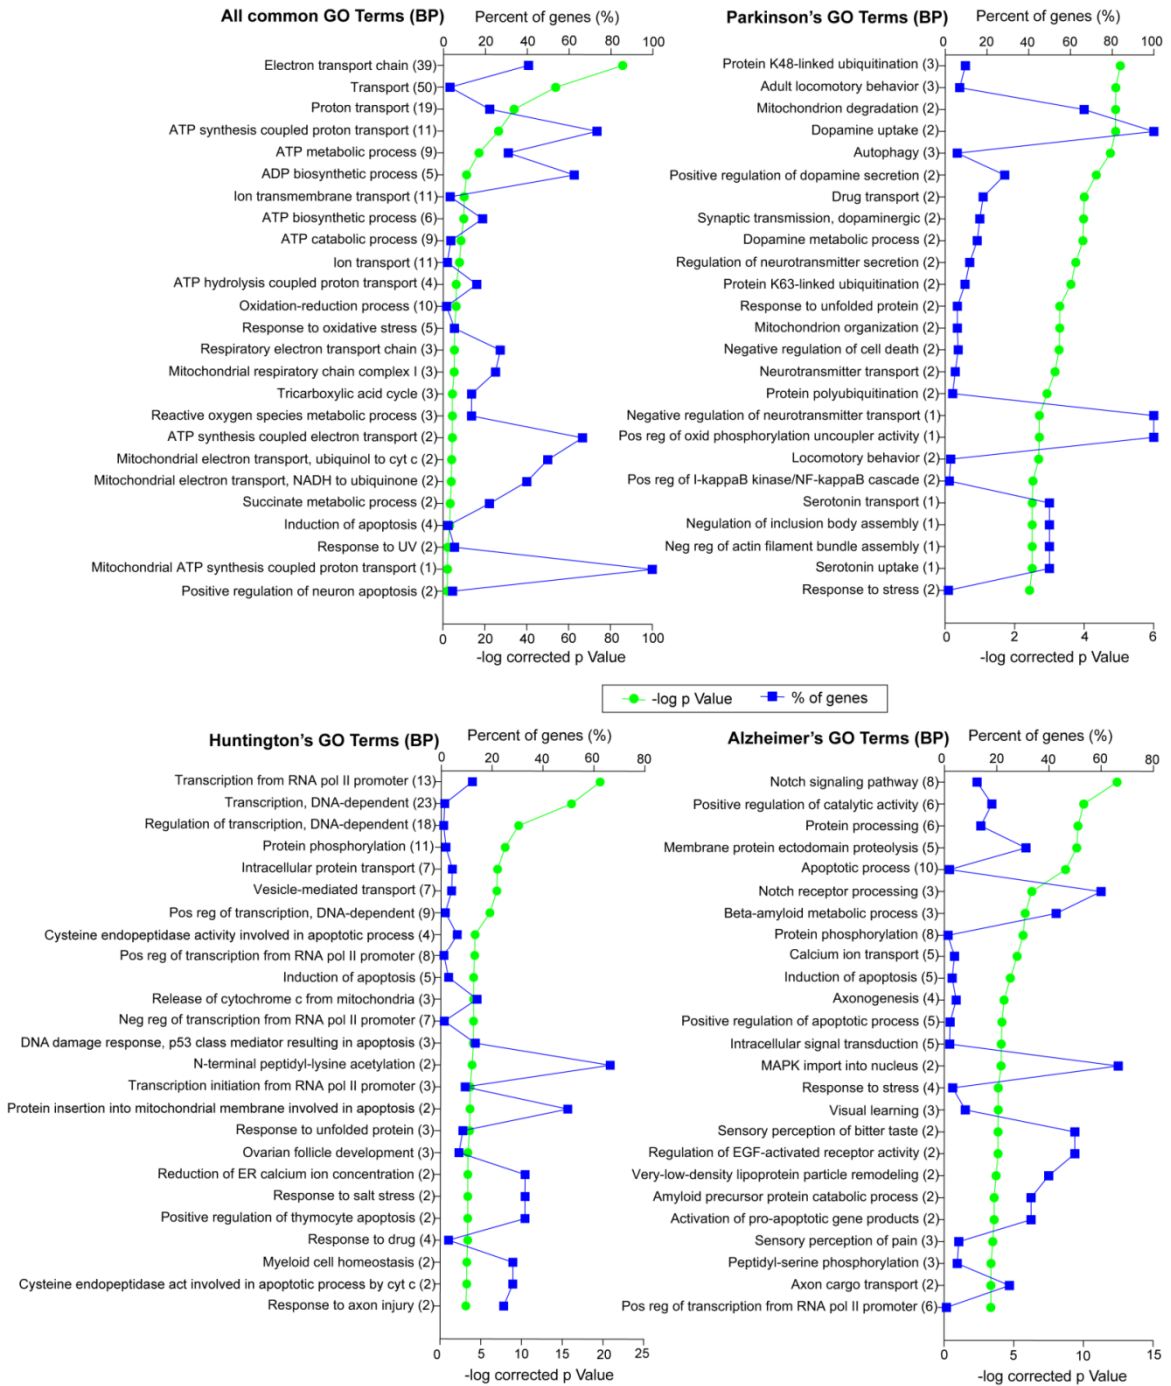 All common GO Terms (BP)
Percent of genes (%)
0 20 40 60 80 100
Electron transport chain (39)
Transport (50)
Proton transport (19)
ATP synthesis coupled proton transport (11)
ATP metabolic process (9)
ADP biosynthetic process (5)
Ion transmembrane transport (11)
ATP biosynthetic process (6)
ATP catabolic process (9)
Ion transport (11)
ATP hydrolysis coupled proton transport (4)
Oxidation-reduction process (10)
Response to oxidative stress (5)
Respiratory electron transport chain (3)
Mitochondrial respiratory chain complex I (3)
Tricarboxylic acid cycle (3)
Reactive oxygen species metabolic process (3)
ATP synthesis coupled electron transport (2)
Mitochondrial electron transport, ubiquinol to cyt c (2)
Mitochondrial electron transport, NADH to ubiquinone (2)
Succinate metabolic process (2)
Induction of apoptosis (4)
Response to UV (2)
Mitochondrial ATP synthesis coupled proton transport (1)
Positive regulation of neuron apoptosis (2)
0 20 40 60 80 100
-log corrected p Value
Parkinson's GO Terms (BP)
Percent of genes (%)
0 20 40 60 80 100
Protein K48-linked ubiquitination (3)
Adult locomotory behavior (3)
Mitochondrion degradation (2)
Dopamine uptake (2)
Autophagy (3)
Positive regulation of dopamine secretion (2)
Drug transport (2)
Synaptic transmission, dopaminergic (2)
Dopamine metabolic process (2)
Regulation of neurotransmitter secretion (2)
Protein K63-linked ubiquitination (2)
Response to unfolded protein (2)
Mitochondrion organization (2)
Negative regulation of cell death (2)
Neurotransmitter transport (2)
Protein polyubiquitination (2)
Negative regulation of neurotransmitter transport (1)
Pos reg of oxid phosphorylation uncoupler activity (1)
Locomotory behavior (2)
Pos reg of I-kappaB kinase/NF-kappaB cascade (2)
Serotonin transport (1)
Negulation of inclusion body assembly (1)
Neg reg of actin filament bundle assembly (1)
Serotonin uptake (1)
Response to stress (2)
0 2 4 6
-log corrected p Value
-log p Value % of genes
Huntington's GO Terms (BP)
Percent of genes (%)
0 20 40 60 80
Transcription from RNA pol II promoter (13)
Transcription, DNA-dependent (23)
Regulation of transcription, DNA-dependent (18)
Protein phosphorylation (11)
Intracellular protein transport (7)
Vesicle-mediated transport (7)
Pos reg of transcription, DNA-dependent (9)
Cysteine endopeptidase activity involved in apoptotic process (4)
Pos reg of transcription from RNA pol II promoter (8)
Induction of apoptosis (5)
Release of cytochrome c from mitochondria (3)
Neg reg of transcription from RNA pol II promoter (7)
DNA damage response, p53 class mediator resulting in apoptosis (3)
N-terminal peptidyl-lysine acetylation (2)
Transcription initiation from RNA pol II promoter (3)
Protein insertion into mitochondrial membrane involved in apoptosis (2)
Response to unfolded protein (3)
Ovarian follicle development (3)
Reduction of ER calcium ion concentration (2)
Response to salt stress (2)
Positive regulation of thymocyte apoptosis (2)
Response to drug (4)
Myeloid cell homeostasis (2)
Cysteine endopeptidase act involved in apoptotic process by cyt c (2)
Response to axon injury (2)
0 5 10 15 20 25
-log corrected p Value
Alzheimer's GO Terms (BP)
Percent of genes (%)
0 20 40 60 80
Notch signaling pathway (8)
Positive regulation of catalytic activity (6)
Protein processing (6)
Membrane protein ectodomain proteolysis (5)
Apoptotic process (10)
Notch receptor processing (3)
Beta-amyloid metabolic process (3)
Protein phosphorylation (8)
Calcium ion transport (5)
Induction of apoptosis (5)
Axonogenesis (4)
Positive regulation of apoptotic process (5)
Intracellular signal transduction (5)
MAPK import into nucleus (2)
Response to stress (4)
Visual learning (3)
Sensory perception of bitter taste (2)
Regulation of EGF-activated receptor activity (2)
Very-low-density lipoprotein particle remodeling (2)
Amyloid precursor protein catabolic process (2)
Activation of pro-apoptotic gene products (2)
Sensory perception of pain (3)
Peptidyl-serine phosphorylation (3)
Axon cargo transport (2)
Pos reg of transcription from RNA pol II promoter (6)
0 5 10 15
-log corrected p Value